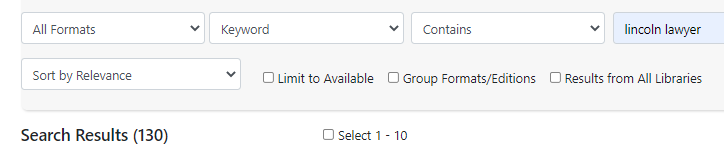 All Formats Keyword Contains lincoln lawyer
Sort by Relevance Limit to Available Group Formats/Editions Results from All Libraries
Search Results (130) Select 1 - 10